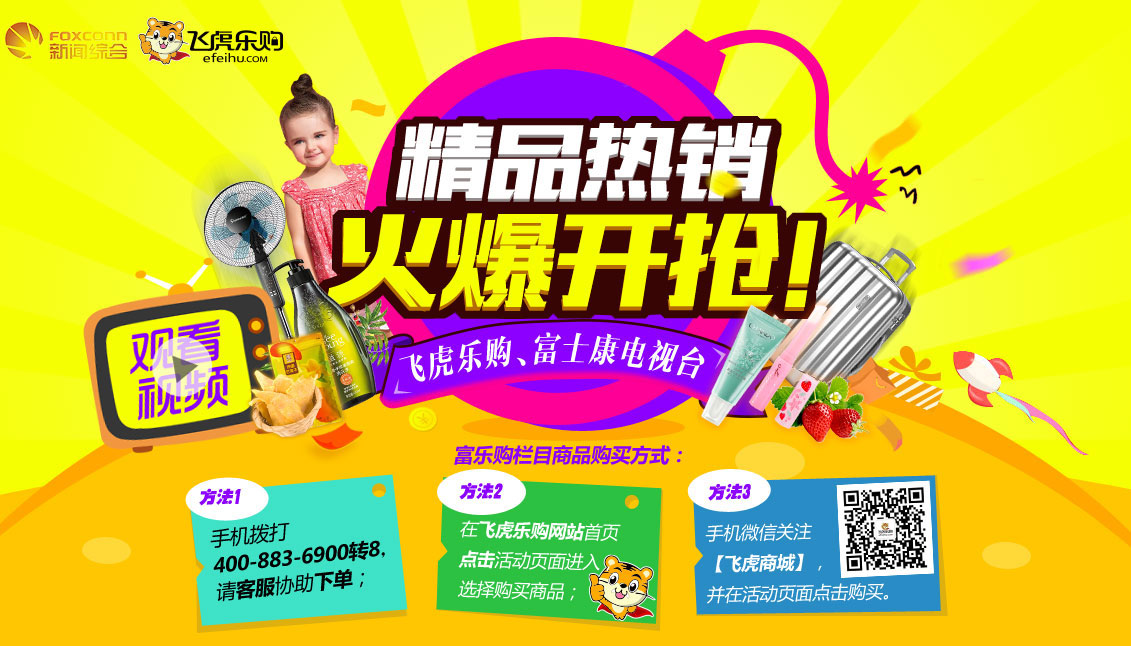 FOXCONN
新闻综合
飞虎乐购
efeihu.COM
精品热销
火爆开抢!
飞虎乐购、富士康电视台
观看
视频
富乐购栏目商品购买方式：
方法1
手机拨打
400-883-6900转8,
请客服协助下单；
方法2
在飞虎乐购网站首页
点击活动页面进入
选择购买商品；
方法3
手机微信关注
【飞虎商城】，
并在活动页面点击购买。